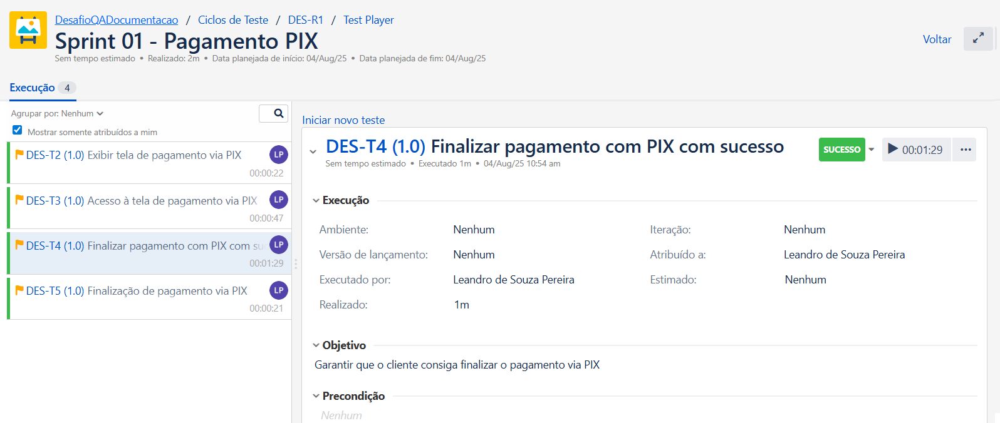 DesafioQADocumentacao / Ciclos de Teste / DES-R1 / Test Player
Sprint 01 - Pagamento PIX
Sem tempo estimado • Realizado: 2m • Data planejada de início: 04/Aug/25 • Data planejada de fim: 04/Aug/25
Voltar
Execução 4
Agrupar por: Nenhum
Mostrar somente atribuídos a mim
DES-T2 (1.0) Exibir tela de pagamento via PIX LP
00:00:22
DES-T3 (1.0) Acesso à tela de pagamento via PIX LP
00:00:47
DES-T4 (1.0) Finalizar pagamento com PIX com su LP
00:01:29
DES-T5 (1.0) Finalização de pagamento via PIX LP
00:00:21
Iniciar novo teste
DES-T4 (1.0) Finalizar pagamento com PIX com sucesso
SUCESSO 00:01:29 ...
Sem tempo estimado • Executado 1m • 04/Aug/25 10:54 am
Execução
Ambiente: Nenhum Iteração: Nenhum
Versão de lançamento: Nenhum Atribuído a: Leandro de Souza Pereira
Executado por: Leandro de Souza Pereira Estimado: Nenhum
Realizado: 1m
Objetivo
Garantir que o cliente consiga finalizar o pagamento via PIX
Precondição
Nenhum